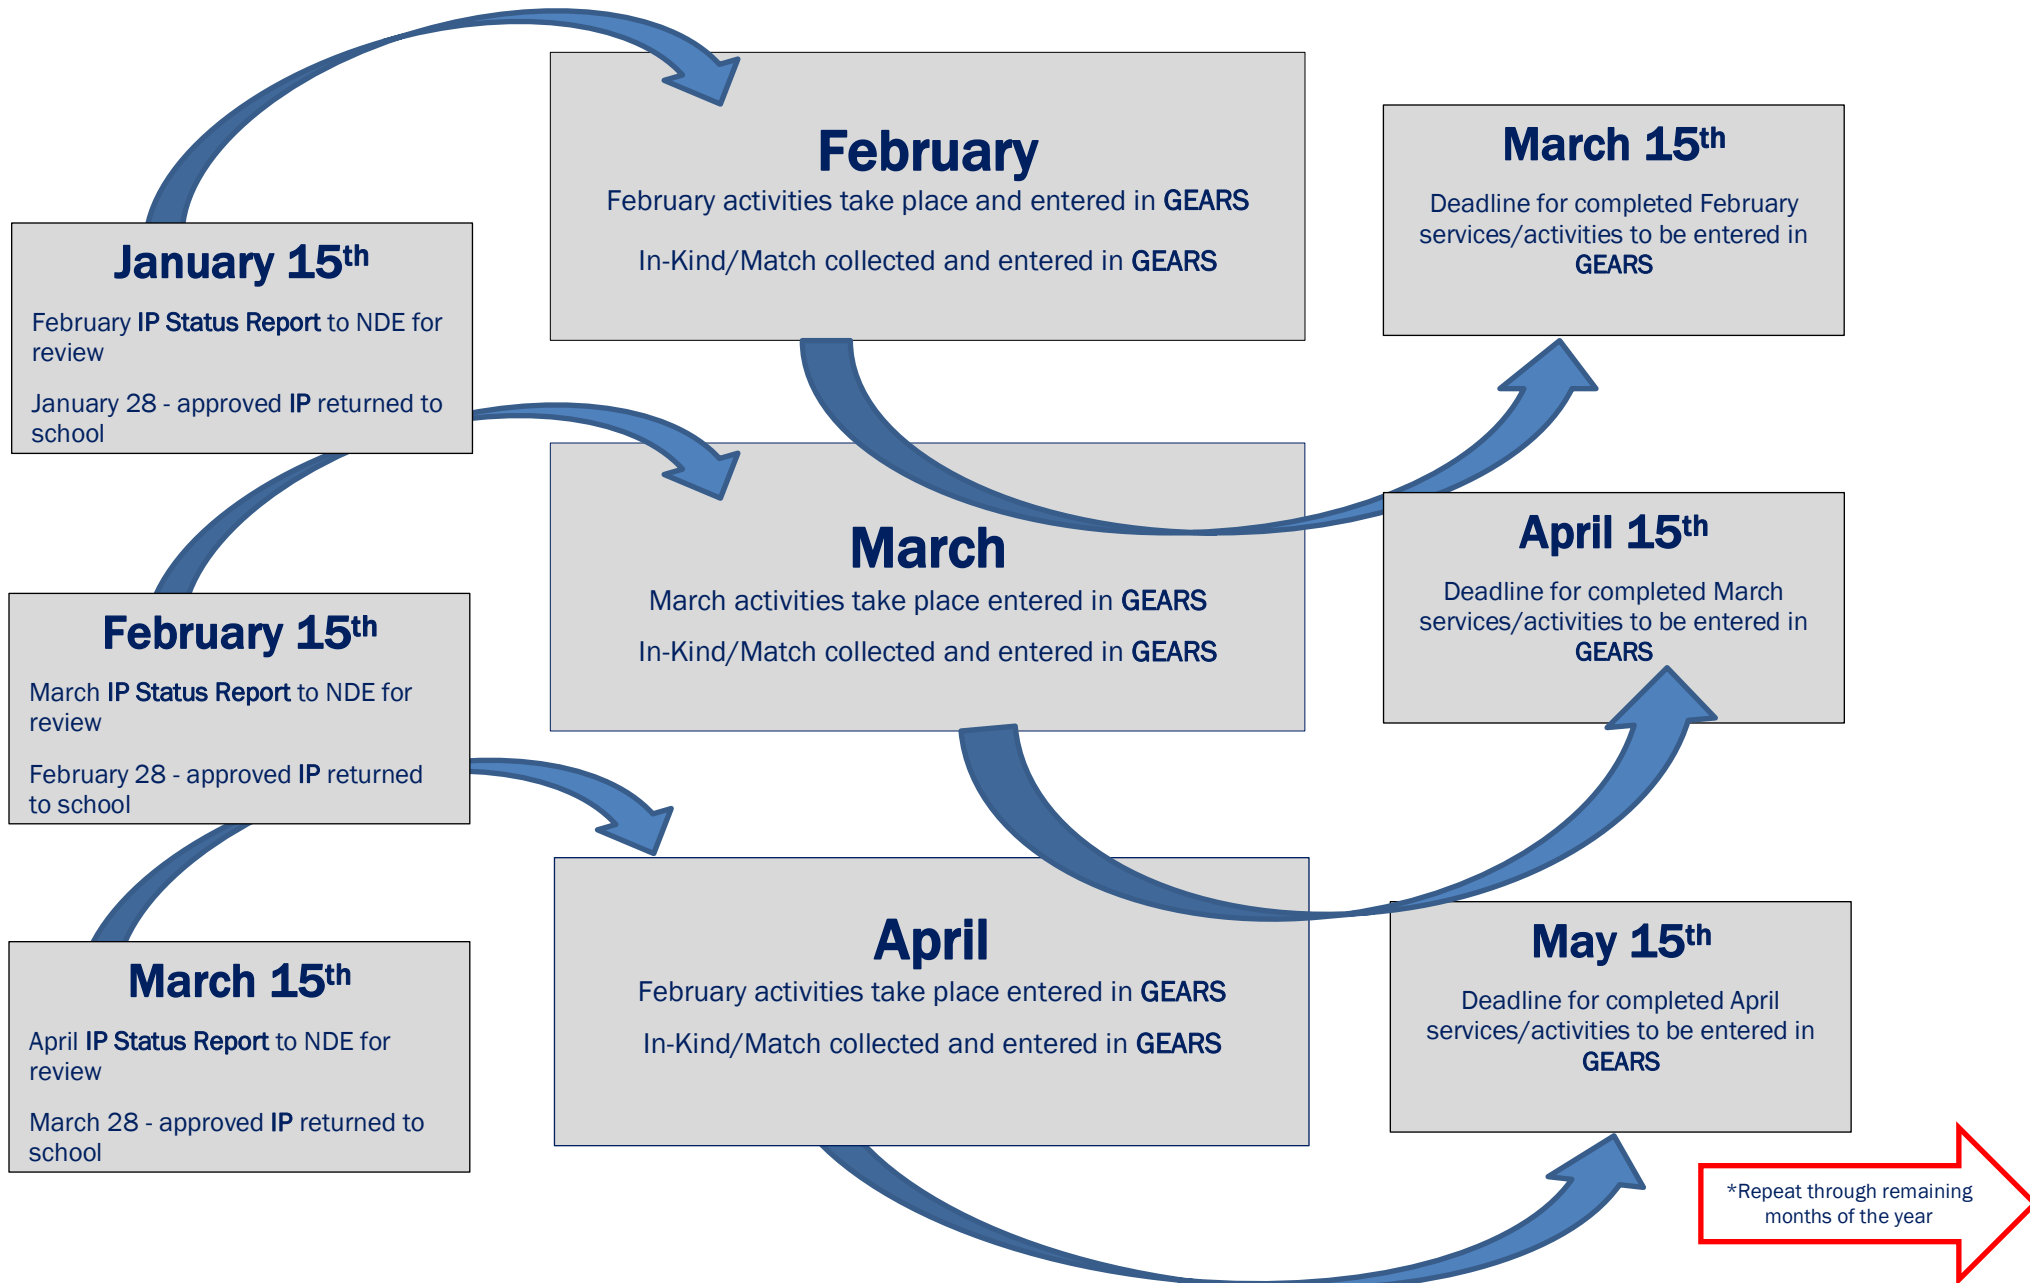 January 15th
February IP Status Report to NDE for
review
January 28 - approved IP returned to
school
February
February activities take place and entered in GEARS
In-Kind/Match collected and entered in GEARS
March 15th
Deadline for completed February
services/activities to be entered in
GEARS
February 15th
March IP Status Report to NDE for
review
February 28 - approved IP returned
to school
March
March activities take place entered in GEARS
In-Kind/Match collected and entered in GEARS
April 15th
Deadline for completed March
services/activities to be entered in
GEARS
March 15th
April IP Status Report to NDE for
review
March 28 - approved IP returned to
school
April
February activities take place entered in GEARS
In-Kind/Match collected and entered in GEARS
May 15th
Deadline for completed April
services/activities to be entered in
GEARS
*Repeat through remaining
months of the year